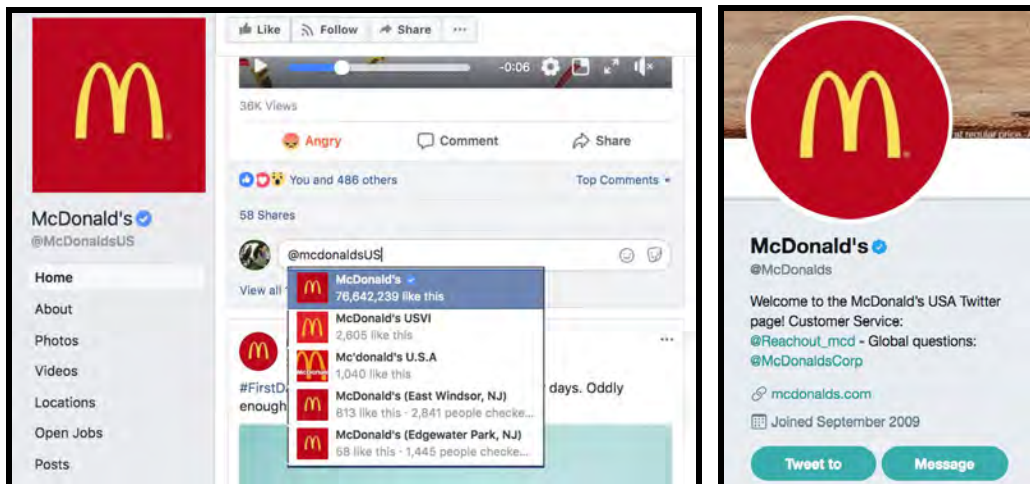 McDonald's
@McDonaldsUS
Home
About
Photos
Videos
Locations
Open Jobs
Posts
Like Follow Share
-0:06
36K Views
Angry Comment Share
You and 486 others Top Comments
58 Shares
@mcdonaldsUS
View all
McDonald's
76,642,239 like this
McDonald's USVI
2,605 like this
Mc'donald's U.S.A
1,040 like this
McDonald's (East Windsor, NJ)
813 like this · 2,841 people checke...
McDonald's (Edgewater Park, NJ)
58 like this · 1,445 people checke...
#FirstD days. Oddly
enough
at regular price.
McDonald's
@McDonalds
Welcome to the McDonald's USA Twitter
page! Customer Service:
@Reachout_mcd - Global questions:
@McDonaldsCorp
mcdonalds.com
Joined September 2009
Tweet to Message